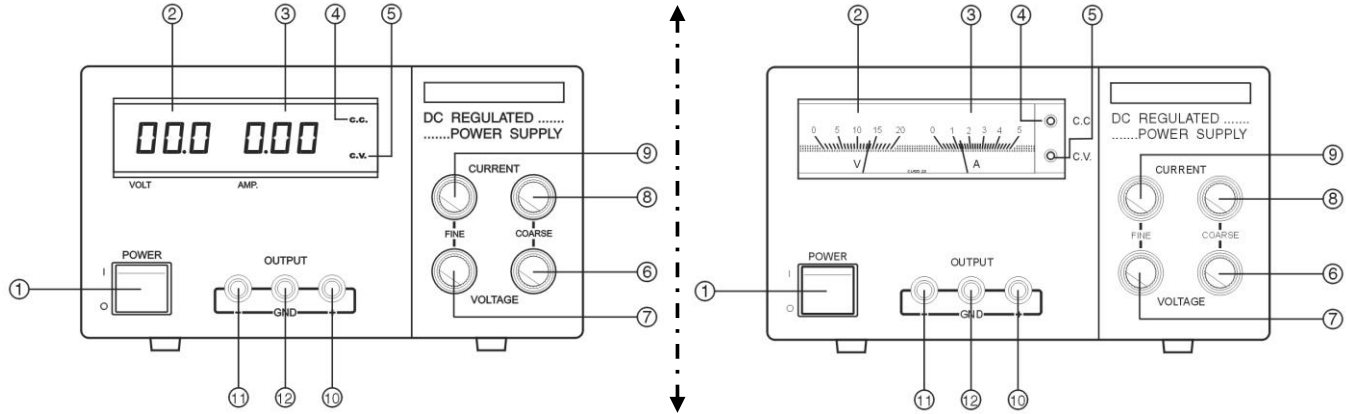 ② ③ ④ ⑤
00.0 0.00 c.c.
c.v.
VOLT AMP.
DC REGULATED .......
.......POWER SUPPLY
⑨
CURRENT
⑧
FINE COARSE
⑥
VOLTAGE
⑦
POWER
I
O
①
OUTPUT
GND +
⑪ ⑫ ⑩
② ③ ④ ⑤
0 5 10 15 20 0 1 2 3 4 5
C.C
C.V.
V A
DC REGULATED .......
.......POWER SUPPLY
⑨
CURRENT
⑧
FINE COARSE
⑥
VOLTAGE
⑦
POWER
I
O
①
OUTPUT
GND +
⑪ ⑫ ⑩